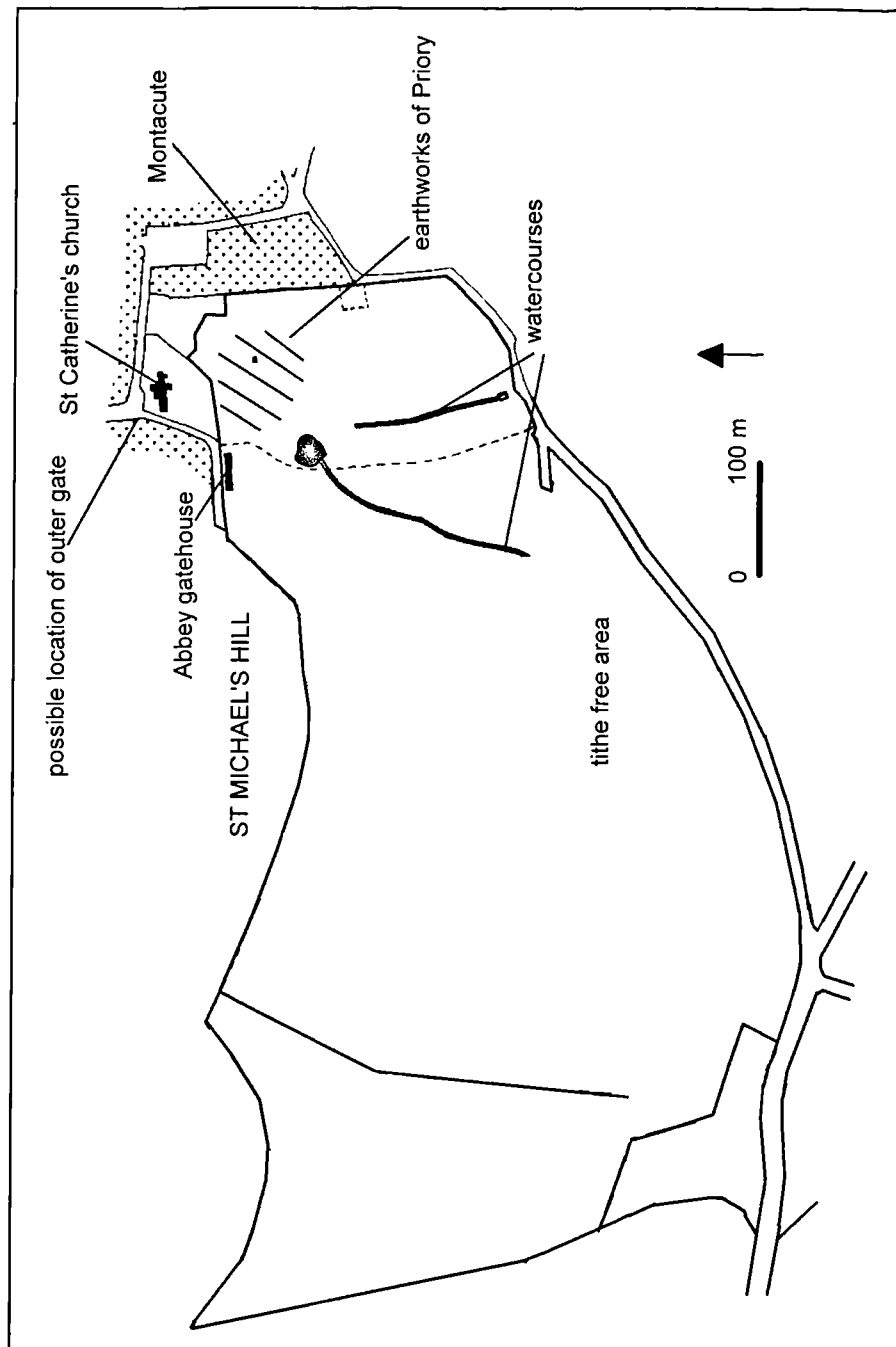 possible location of outer gate
St Catherine's church
Montacute
Abbey gatehouse
ST MICHAEL'S HILL
earthworks of Priory
watercourses
tithe free area
0 100 m